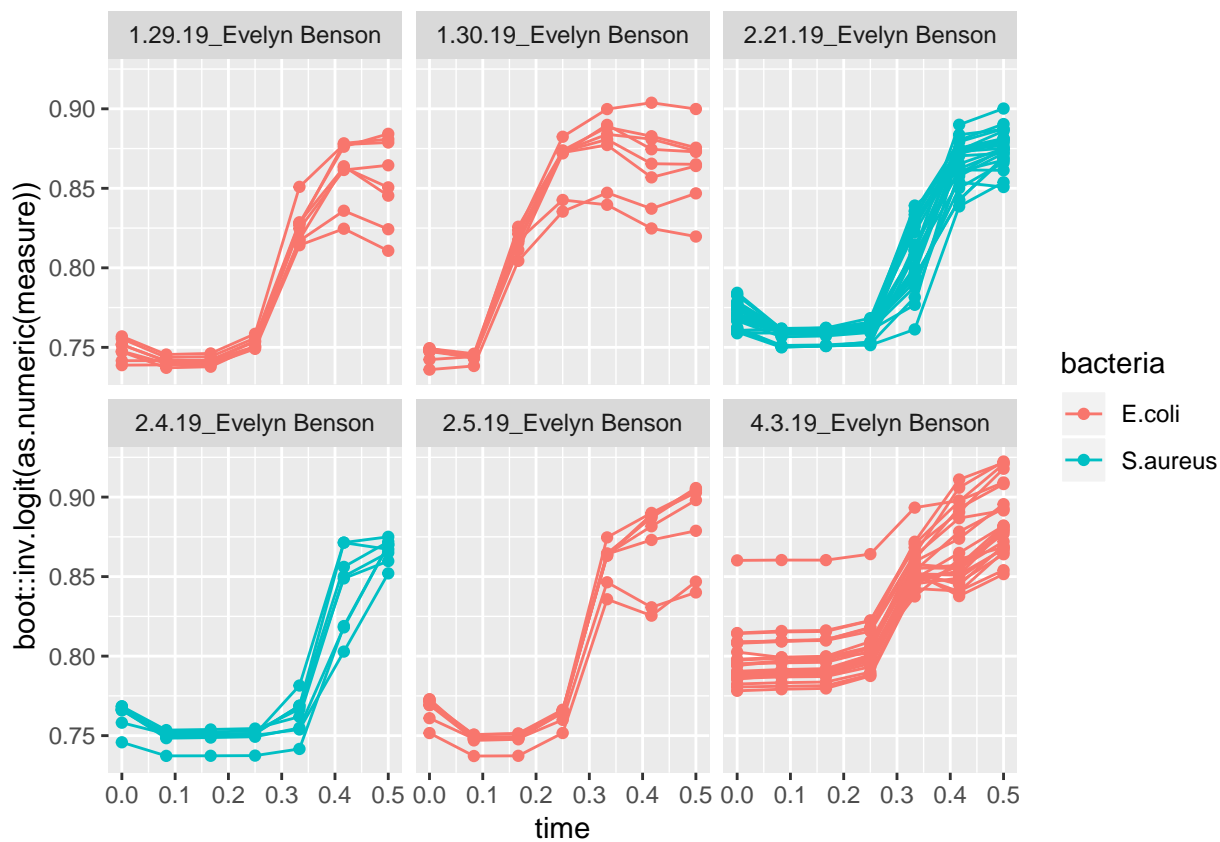 1.29.19_Evelyn Benson
1.30.19_Evelyn Benson
2.21.19_Evelyn Benson
0.90
0.85
0.80
0.75
2.4.19_Evelyn Benson
2.5.19_Evelyn Benson
4.3.19_Evelyn Benson
0.90
0.85
0.80
0.75
0.0 0.1 0.2 0.3 0.4 0.5
0.0 0.1 0.2 0.3 0.4 0.5
0.0 0.1 0.2 0.3 0.4 0.5
time
boot::inv.logit(as.numeric(measure))
bacteria
E.coli
S.aureus